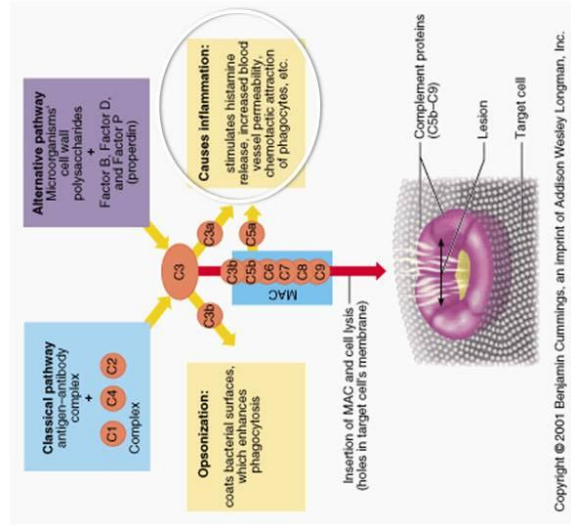 Classical pathway
antigen–antibody
complex
+
C1
C4
C2
Complex
Alternative pathway
Microorganisms'
cell wall
polysaccharides
+
Factor B, Factor D,
and Factor P
(properdin)
C3
C3b
C3a
Opsonization:
coats bacterial surfaces,
which enhances
phagocytosis
C3b
C5b
C6
C7
C8
C9
MAC
C5a
Causes inflammation:
stimulates histamine
release, increased blood
vessel permeability,
chemotactic attraction
of phagocytes, etc.
Insertion of MAC and cell lysis
(holes in target cell's membrane)
Complement proteins
(C5b–C9)
Lesion
Target cell
Copyright © 2001 Benjamin Cummings, an imprint of Addison Wesley Longman, Inc.